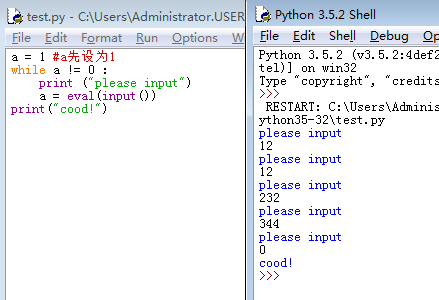 test.py - C:\Users\Administrator.USER
File Edit Format Run Options
a = 1 #a先设为1
while a != 0 :
print ("please input")
a = eval(input())
print("cood!")
Python 3.5.2 Shell
File Edit Shell Debug Op
Python 3.5.2 (v3.5.2:4def2
tel)] on win32
Type "copyright", "credits
>>>
RESTART: C:\Users\Adminis
ython35-32\test.py
please input
12
please input
12
please input
232
please input
344
please input
0
cood!
>>>